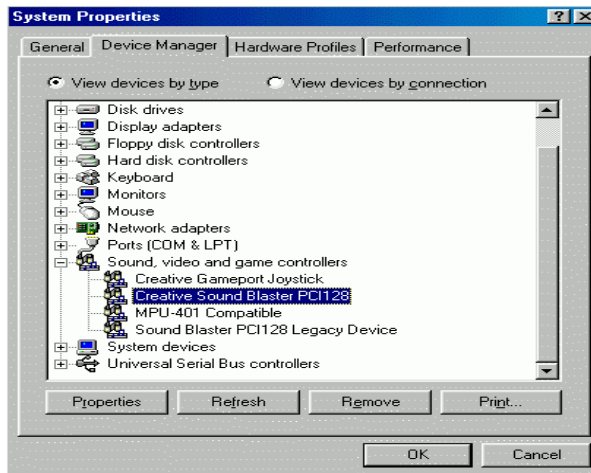 System Properties
General Device Manager Hardware Profiles Performance
View devices by type View devices by connection
Disk drives
Display adapters
Floppy disk controllers
Hard disk controllers
Keyboard
Monitors
Mouse
Network adapters
Ports (COM & LPT)
Sound, video and game controllers
Creative Gameport Joystick
Creative Sound Blaster PCI128
MPU-401 Compatible
Sound Blaster PCI128 Legacy Device
System devices
Universal Serial Bus controllers
Properties Refresh Remove Print...
OK Cancel